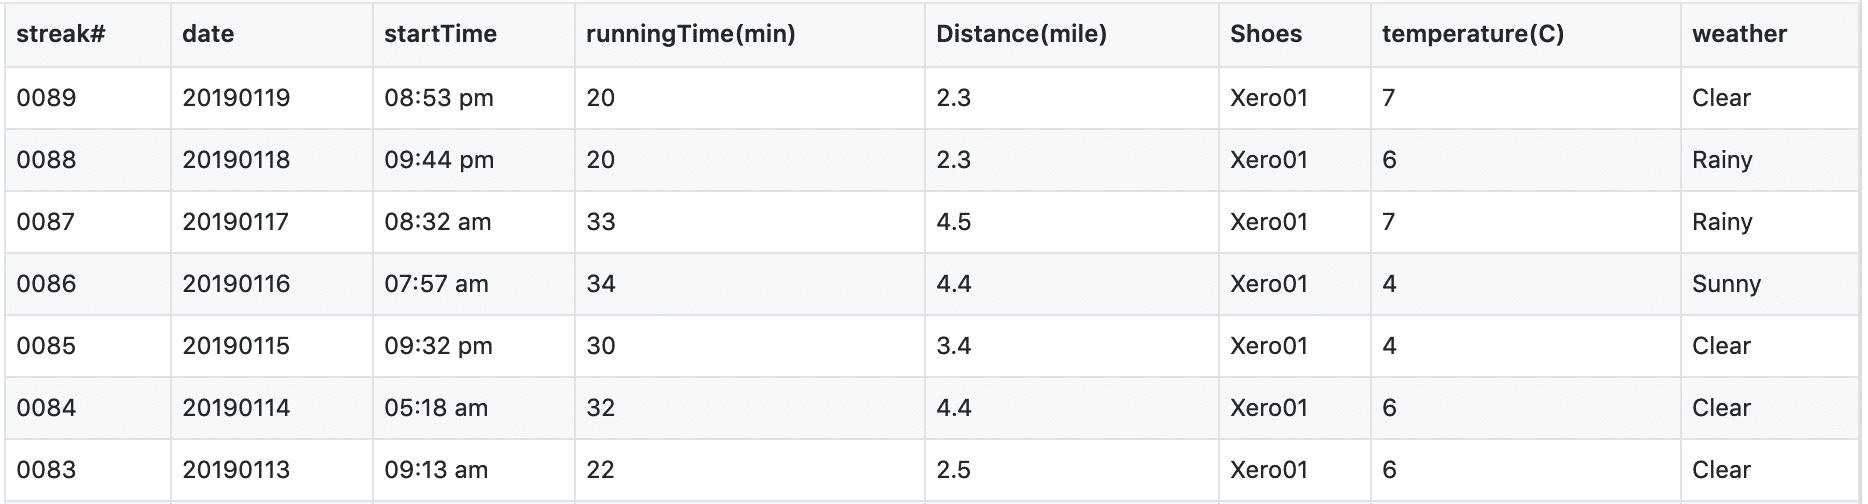 streak# date startTime runningTime(min) Distance(mile) Shoes temperature(C) weather
0089 20190119 08:53 pm 20 2.3 Xero01 7 Clear
0088 20190118 09:44 pm 20 2.3 Xero01 6 Rainy
0087 20190117 08:32 am 33 4.5 Xero01 7 Rainy
0086 20190116 07:57 am 34 4.4 Xero01 4 Sunny
0085 20190115 09:32 pm 30 3.4 Xero01 4 Clear
0084 20190114 05:18 am 32 4.4 Xero01 6 Clear
0083 20190113 09:13 am 22 2.5 Xero01 6 Clear